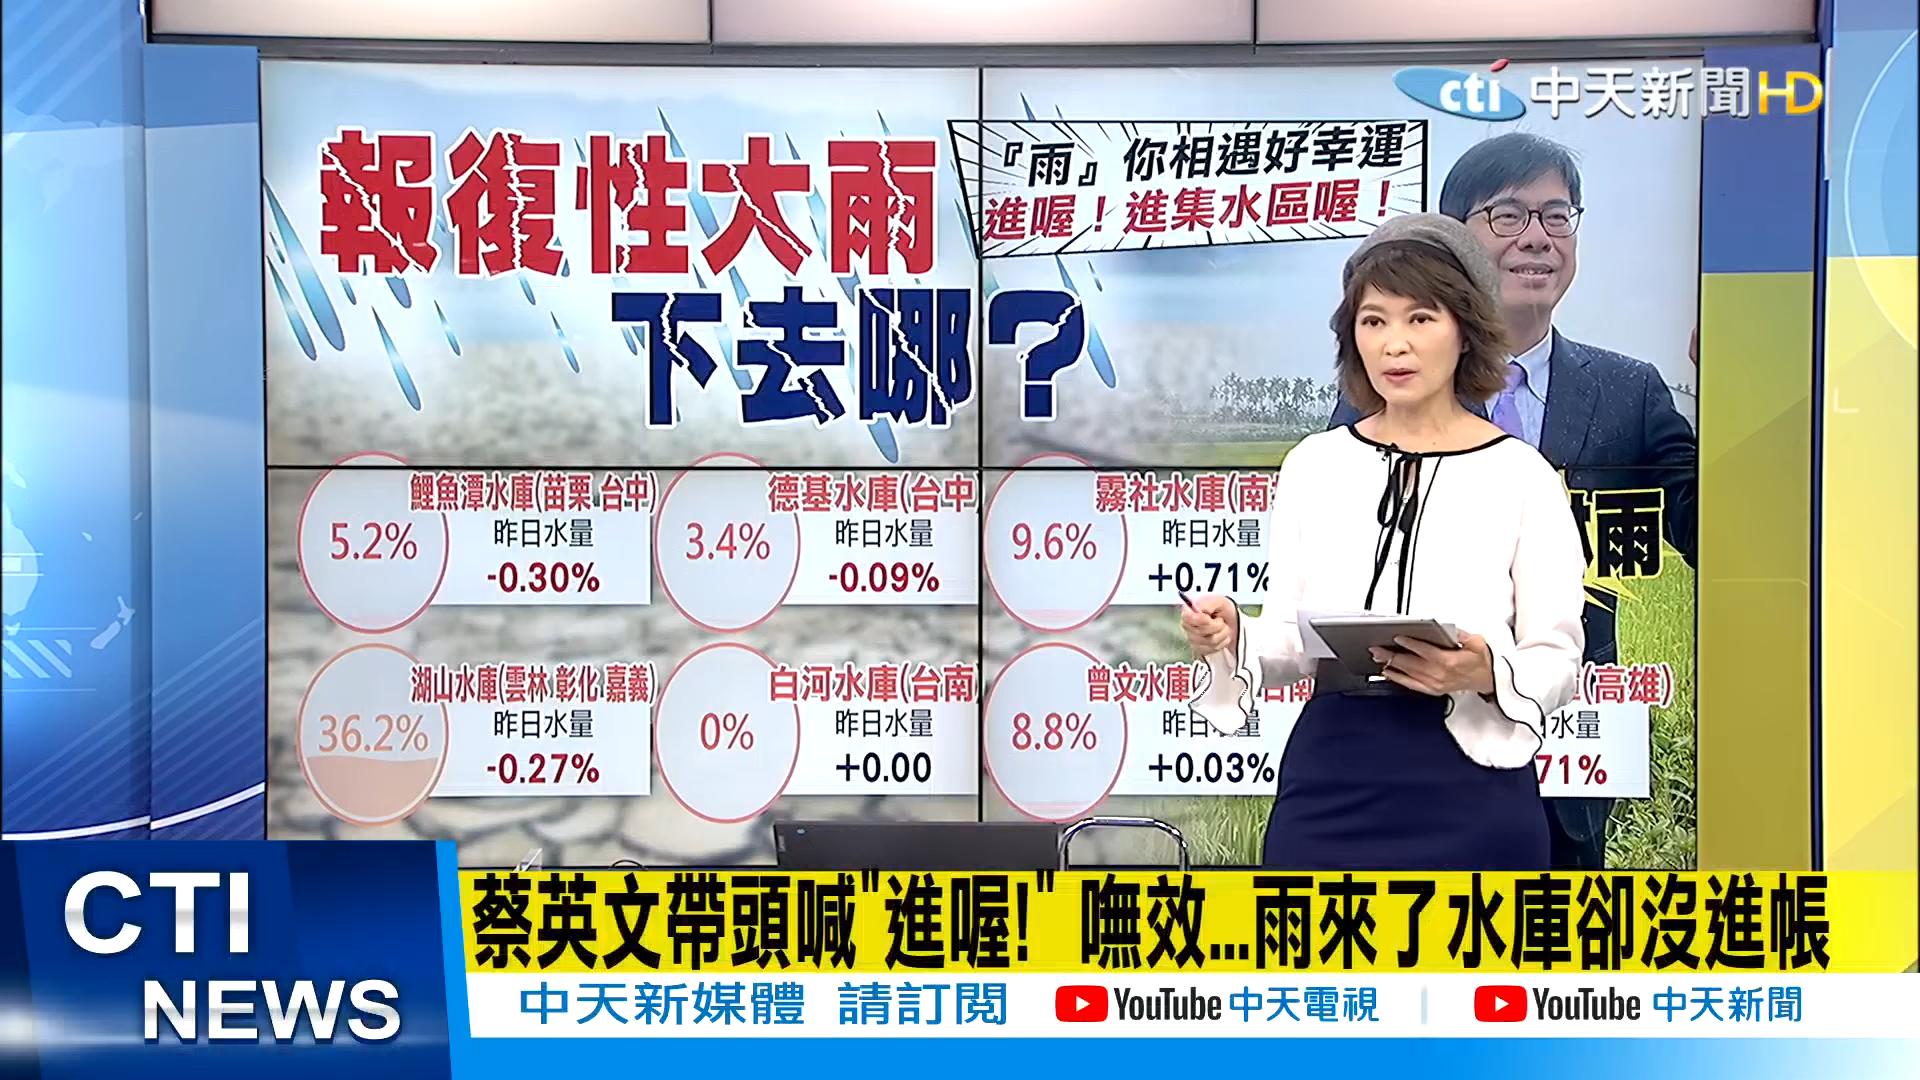 cti 中天新聞HD
報復性大雨
下去哪?
『雨』你相遇好幸運
進喔!進集水區喔!
鯉魚潭水庫(苗栗 台中)
5.2%
昨日水量
-0.30%
德基水庫(台中
3.4%
昨日水量
-0.09%
霧社水庫(南
9.6%
昨日水量
+0.71%
雨
湖山水庫(雲林 彰化 嘉義)
36.2%
昨日水量
-0.27%
白河水庫(台南
0%
昨日水量
+0.00
曾文水庫(
8.8%
昨日水量
+0.03%
(高雄)
水量
71%
CTI
NEWS
蔡英文帶頭喊"進喔!" 嘸效...雨來了水庫卻沒進帳
中天新媒體 請訂閱 YouTube 中天電視 | YouTube 中天新聞